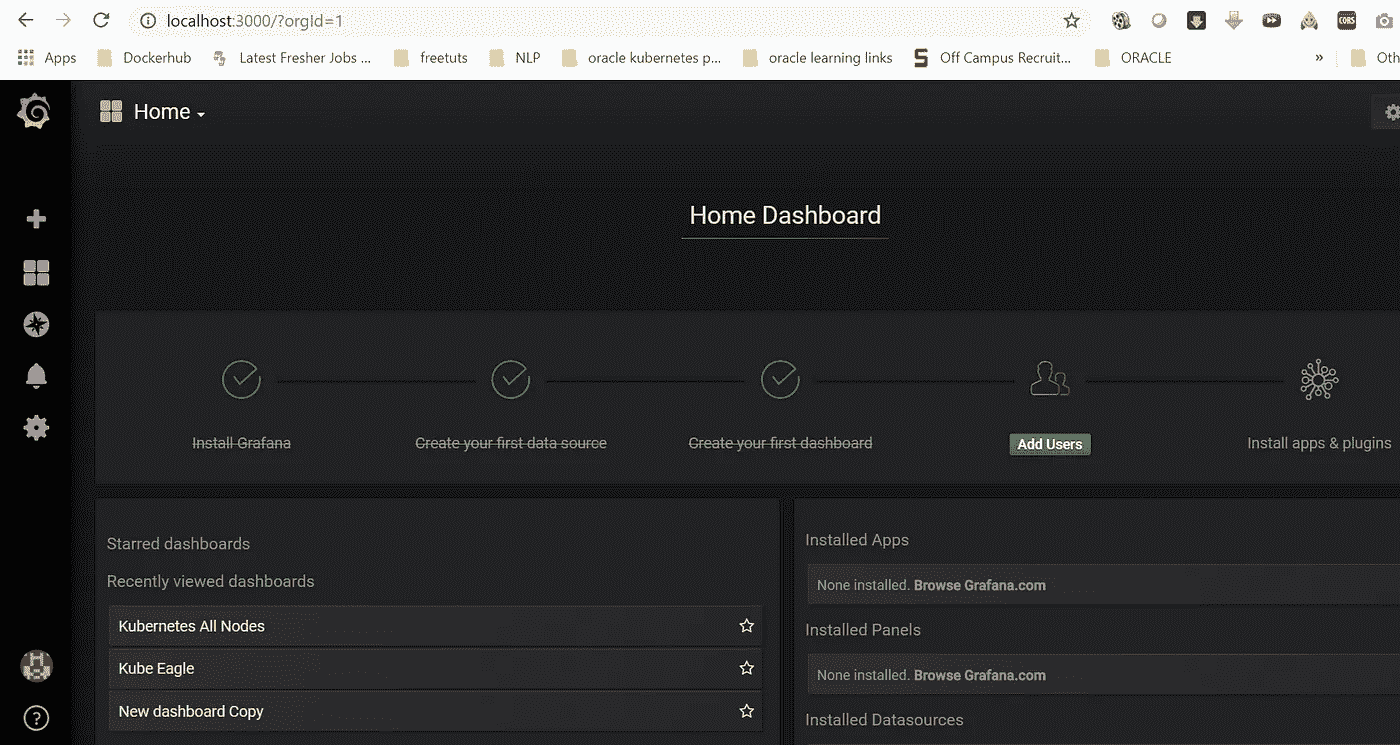 localhost:3000/?orgId=1
CORS
Apps Dockerhub Latest Fresher Jobs ... freetuts NLP oracle kubernetes p... oracle learning links Off Campus Recruit... ORACLE » Oth
Home
Home Dashboard
Install Grafana Create your first data source Create your first dashboard Add Users Install apps & plugins
Starred dashboards
Recently viewed dashboards
Kubernetes All Nodes
Kube Eagle
New dashboard Copy
Installed Apps
None installed. Browse Grafana.com
Installed Panels
None installed. Browse Grafana.com
Installed Datasources